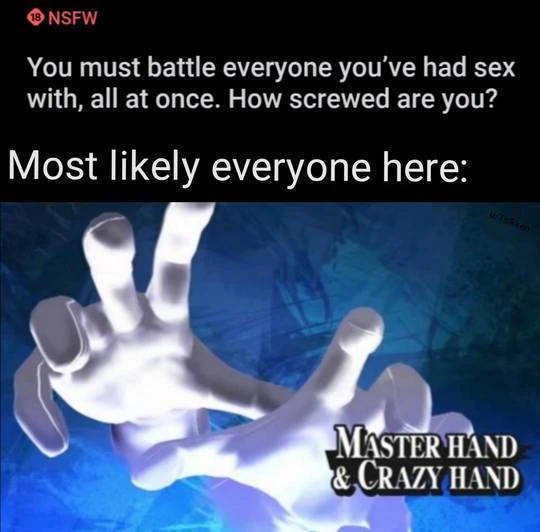 18 NSFW
You must battle everyone you've had sex
with, all at once. How screwed are you?
Most likely everyone here:
MASTER HAND
& CRAZY HAND